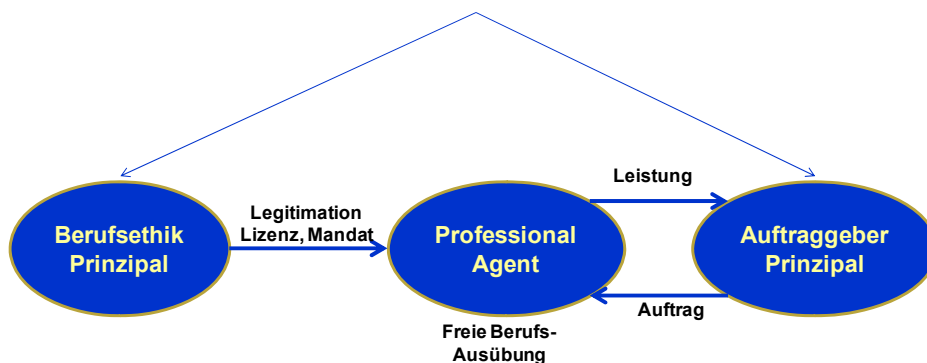 Leistung
Legitimation
Lizenz, Mandat
Berufsethik
Prinzipal
Professional
Agent
Auftraggeber
Prinzipal
Auftrag
Freie Berufs-
Ausübung